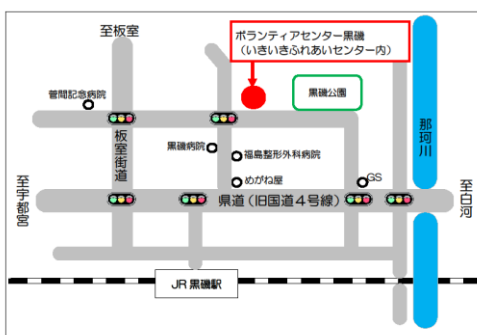 至板室
ボランティアセンター黒磯
（いきいきふれあいセンター内）
菅間記念病院
黒磯公園
板室街道
黒磯病院
福島整形外科病院
那珂川
めがね屋
GS
至宇都宮
県道（旧国道４号線）
至白河
JR 黒磯駅